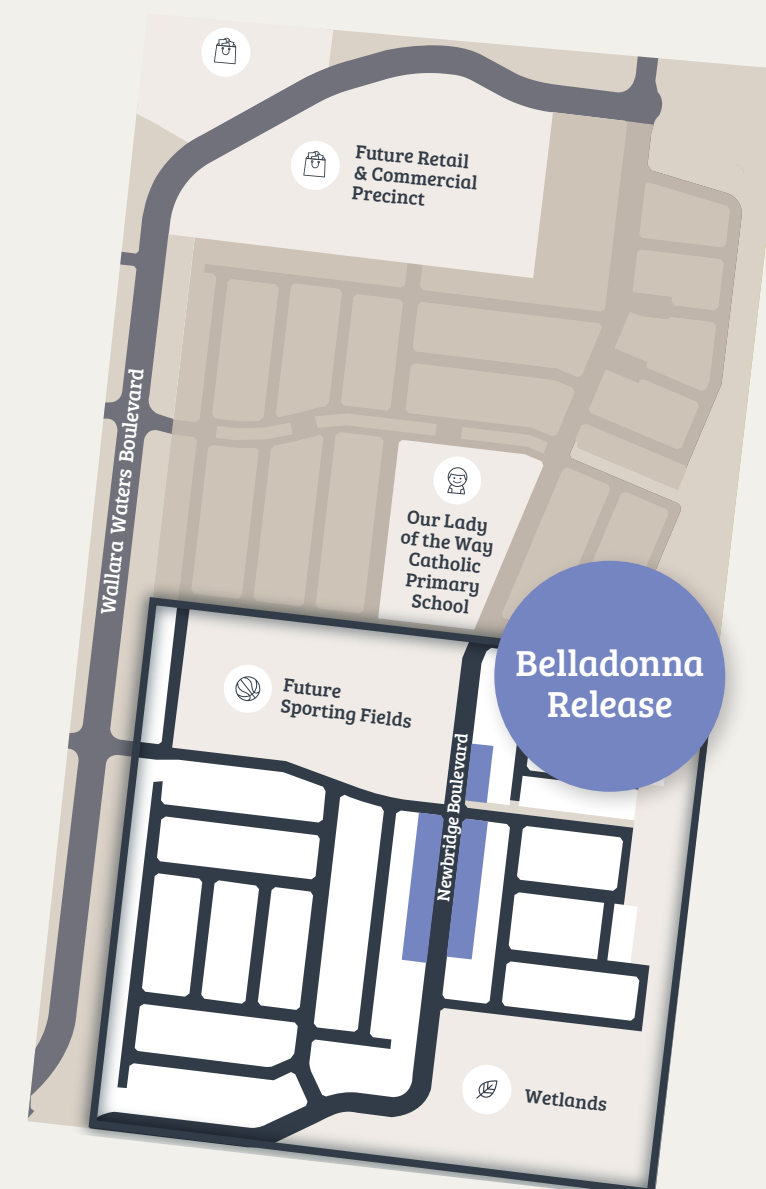 Future Retail
& Commercial
Precinct
Wallara Waters Boulevard
Our Lady
of the Way
Catholic
Primary
School
Belladonna
Release
Future
Sporting Fields
Newbridge Boulevard
Wetlands